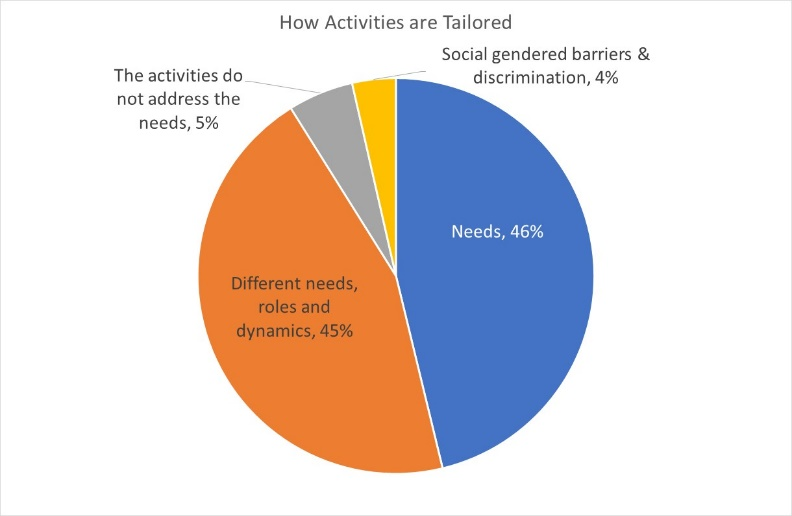 How Activities are Tailored
Social gendered barriers &
discrimination, 4%
The activities do
not address the
needs, 5%
Needs, 46%
Different needs,
roles and
dynamics, 45%